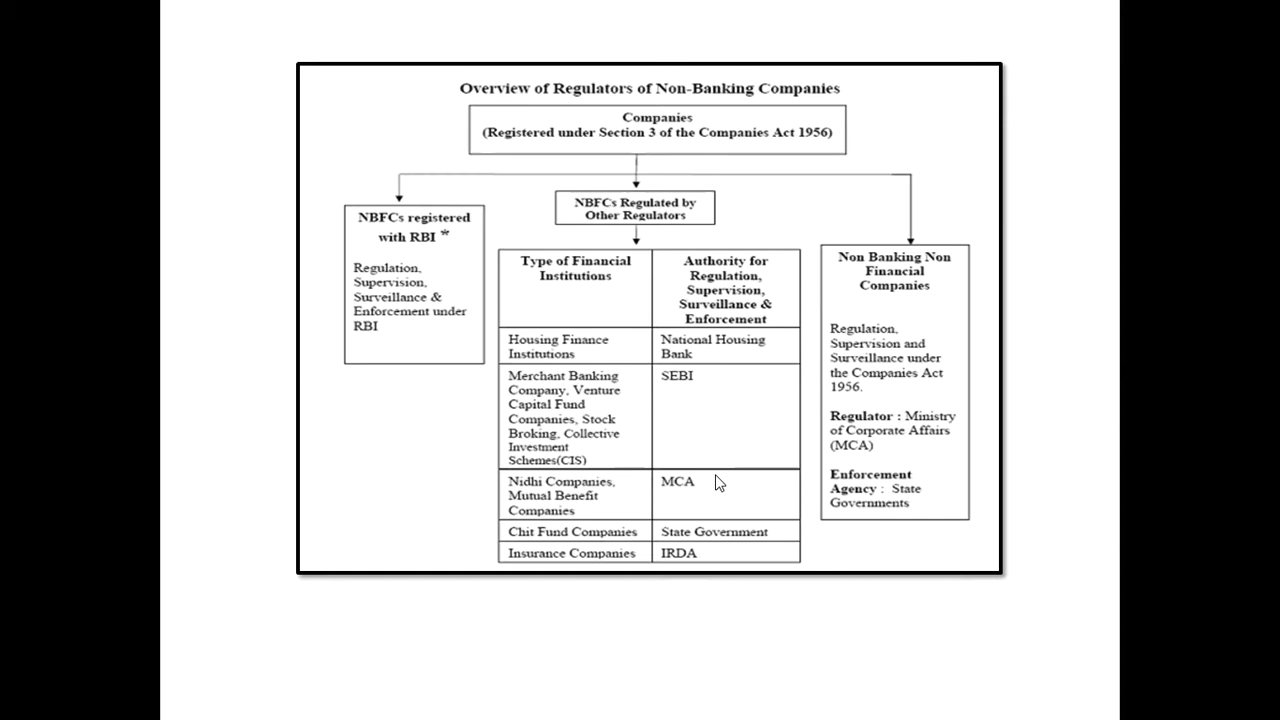 Overview of Regulators of Non-Banking Companies
Companies
(Registered under Section 3 of the Companies Act 1956)
NBFCs registered
with RBI *
Regulation,
Supervision,
Surveillance &
Enforcement under
RBI
NBFCs Regulated by
Other Regulators
Type of Financial
Institutions
Authority for
Regulation,
Supervision,
Surveillance &
Enforcement
Housing Finance
Institutions
National Housing
Bank
Merchant Banking
Company, Venture
Capital Fund
Companies, Stock
Broking, Collective
Investment
Schemes(CIS)
SEBI
Nidhi Companies,
Mutual Benefit
Companies
MCA
Chit Fund Companies
State Government
Insurance Companies
IRDA
Non Banking Non
Financial
Companies
Regulation,
Supervision and
Surveillance under
the Companies Act
1956.
Regulator : Ministry
of Corporate Affairs
(MCA)
Enforcement
Agency : State
Governments